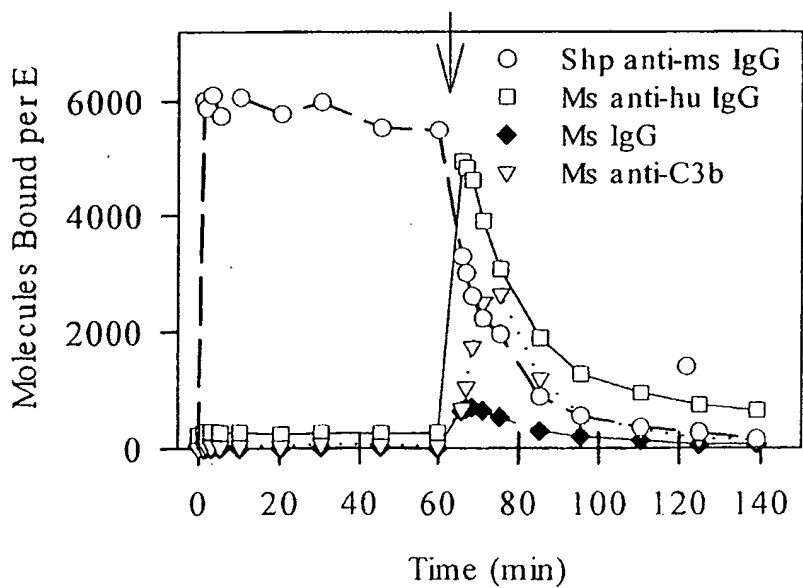 Molecules Bound per E
6000
4000
2000
0
Shp anti-ms IgG
Ms anti-hu IgG
Ms IgG
Ms anti-C3b
0 20 40 60 80 100 120 140
Time (min)